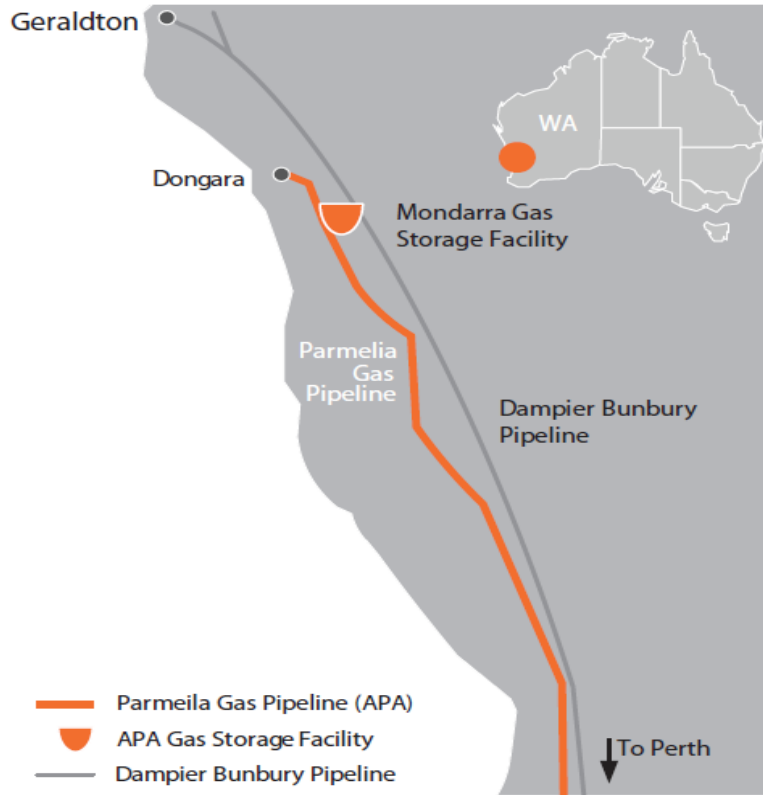 Geraldton
WA
Dongara
Mondarra Gas
Storage Facility
Parmelia
Gas
Pipeline
Dampier Bunbury
Pipeline
Parmeila Gas Pipeline (APA)
APA Gas Storage Facility
To Perth
Dampier Bunbury Pipeline